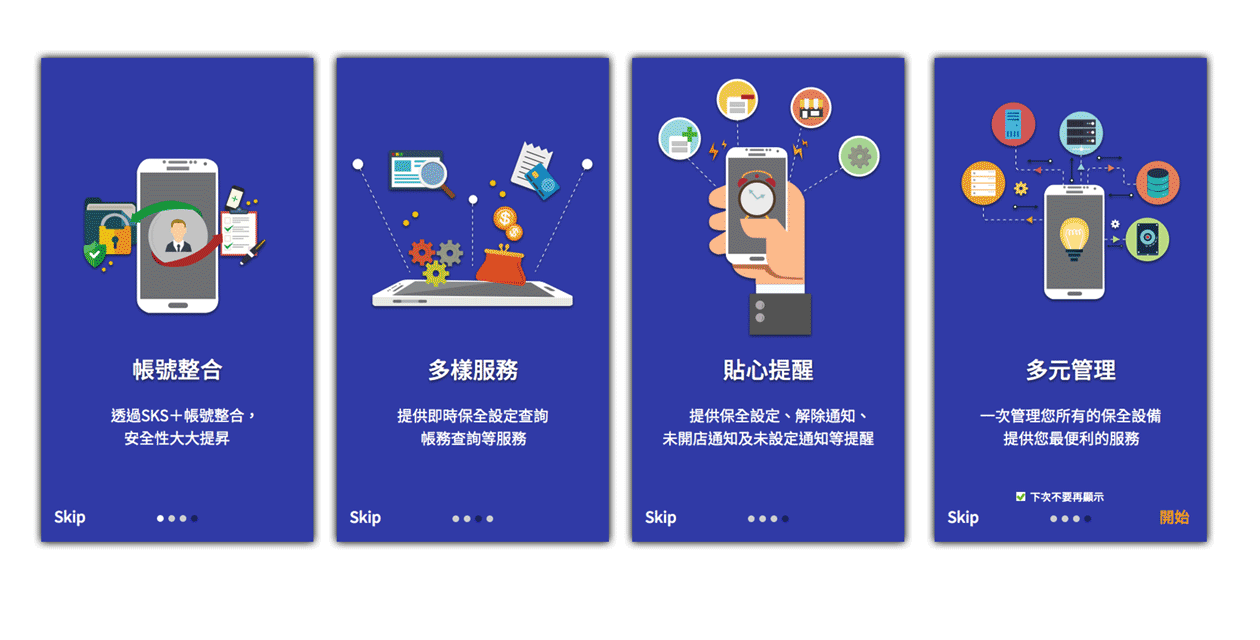 帳號整合
透過SKS＋帳號整合，
安全性大大提昇
Skip
多樣服務
提供即時保全設定查詢
帳務查詢等服務
Skip
貼心提醒
提供保全設定、解除通知、
未開店通知及未設定通知等提醒
Skip
多元管理
一次管理您所有的保全設備
提供您最便利的服務
下次不要再顯示
Skip
開始